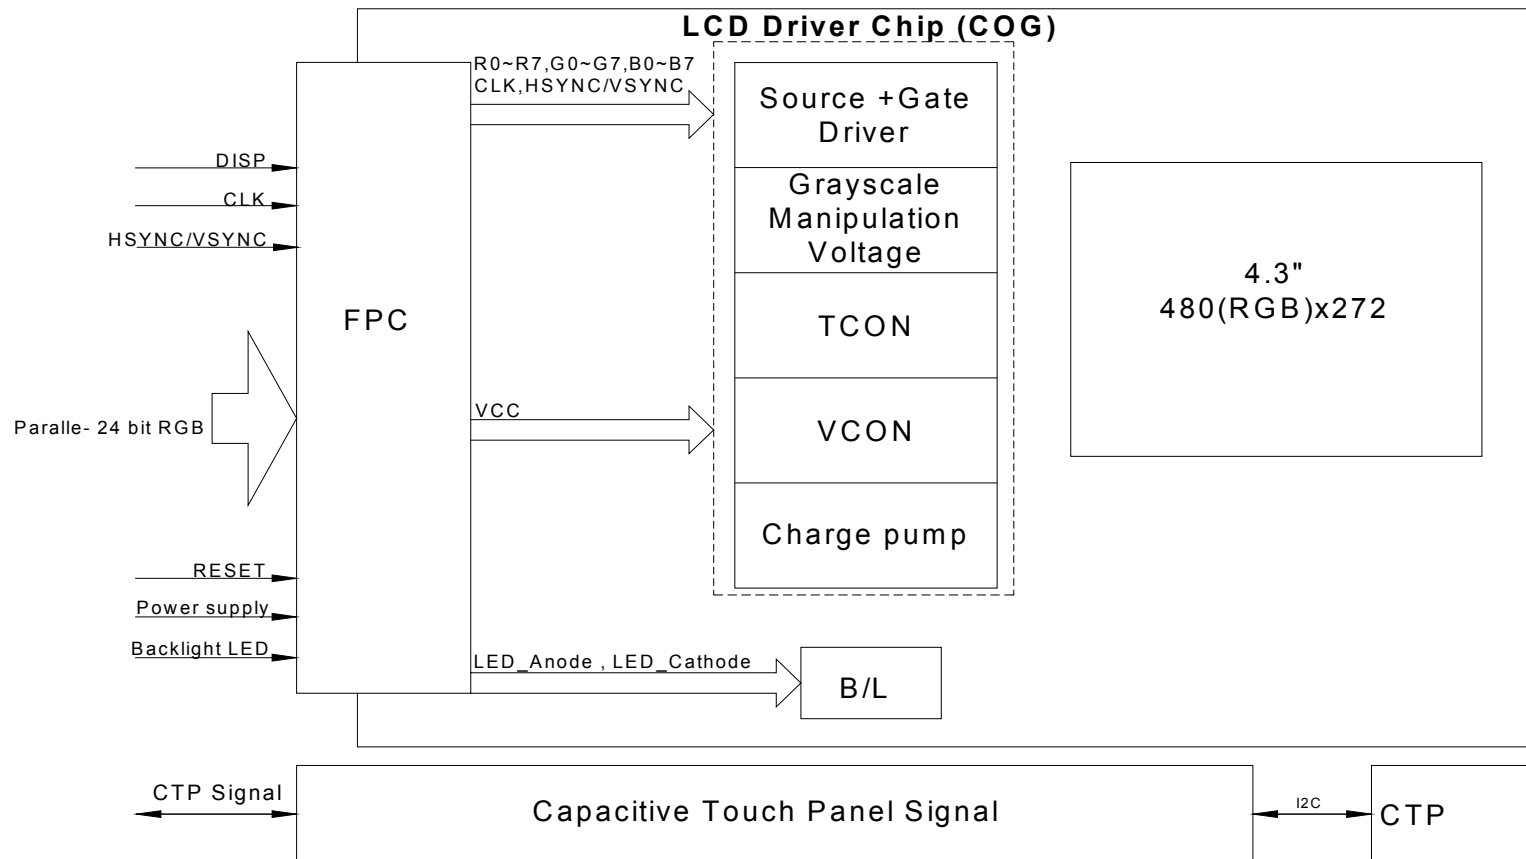 LCD Driver Chip (COG)
R0~R7,G0~G7,B0~B7
CLK,HSYNC/VSYNC
Source +Gate
Driver
DISP
CLK
HSYNC/VSYNC
Grayscale
Manipulation
Voltage
4.3"
480(RGB)x272
FPC
TCON
VCC
Paralle- 24 bit RGB
VCON
Charge pump
RESET
Power supply
Backlight LED
LED_Anode , LED_Cathode
B/L
CTP Signal
Capacitive Touch Panel Signal
I2C
CTP